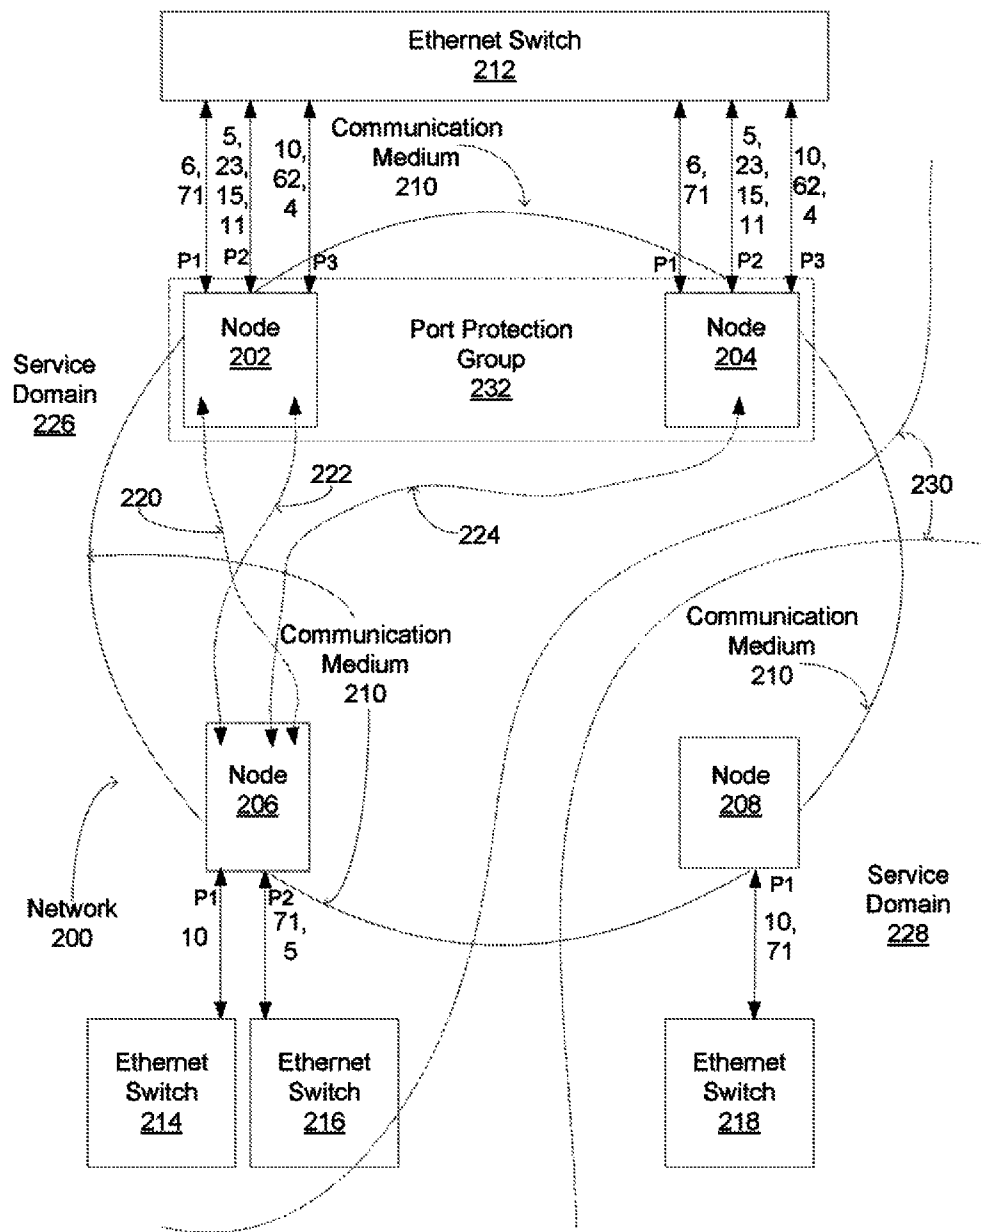 Ethernet Switch
212
6,
71
5,
23,
15,
11
10,
62,
4
Communication
Medium
210
6,
71
5,
23,
15,
11
10,
62,
4
P1
P2
P3
P1
P2
P3
Node
202
Port Protection
Group
232
Node
204
Service
Domain
226
220
222
224
230
Communication
Medium
210
Communication
Medium
210
Node
206
Node
208
Network
200
P1
10
P2
71,
5
P1
10,
71
Service
Domain
228
Ethernet
Switch
214
Ethernet
Switch
216
Ethernet
Switch
218